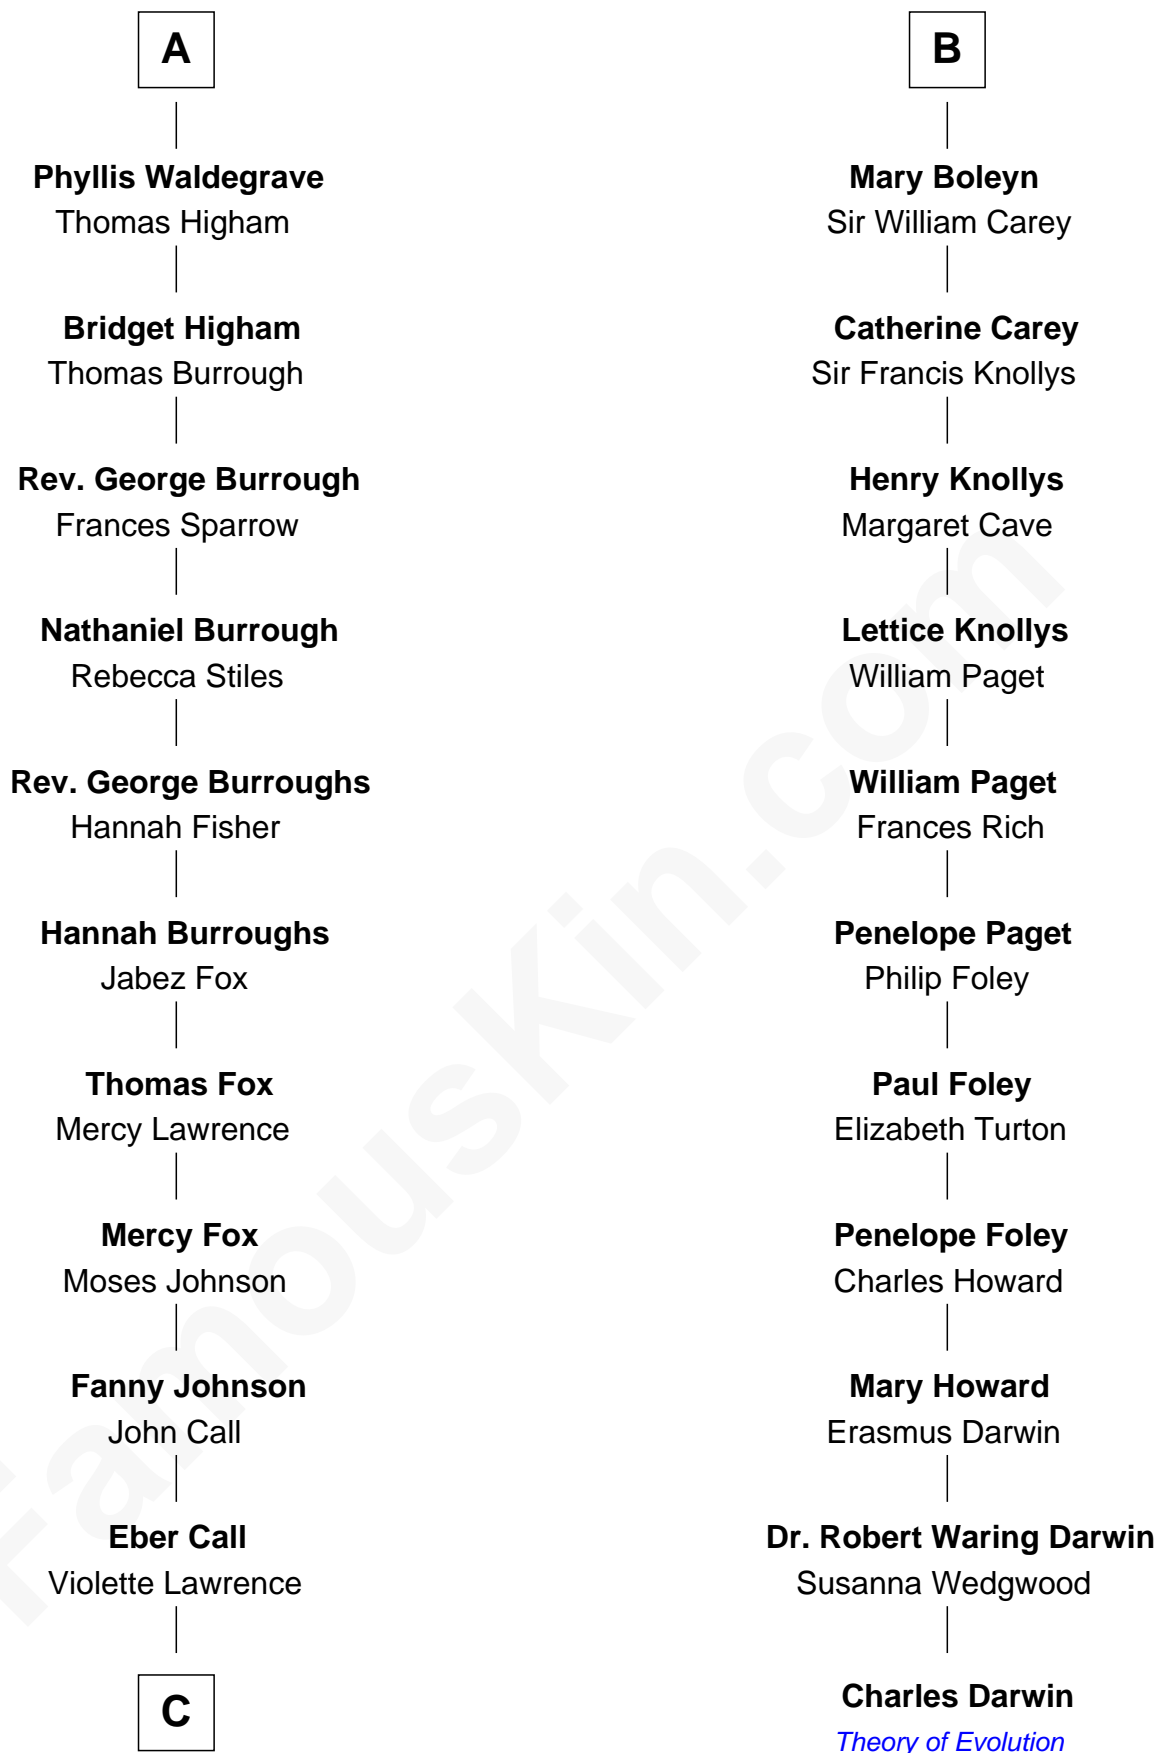 A
Phyllis Waldegrave
Thomas Higham
Bridget Higham
Thomas Burrough
Rev. George Burrough
Frances Sparrow
Nathaniel Burrough
Rebecca Stiles
Rev. George Burroughs
Hannah Fisher
Hannah Burroughs
Jabez Fox
Thomas Fox
Mercy Lawrence
Mercy Fox
Moses Johnson
Fanny Johnson
John Call
Eber Call
Violette Lawrence
C
B
Mary Boleyn
Sir William Carey
Catherine Carey
Sir Francis Knollys
Henry Knollys
Margaret Cave
Lettice Knollys
William Paget
William Paget
Frances Rich
Penelope Paget
Philip Foley
Paul Foley
Elizabeth Turton
Penelope Foley
Charles Howard
Mary Howard
Erasmus Darwin
Dr. Robert Waring Darwin
Susanna Wedgwood
Charles Darwin
Theory of Evolution
FamousKin.com